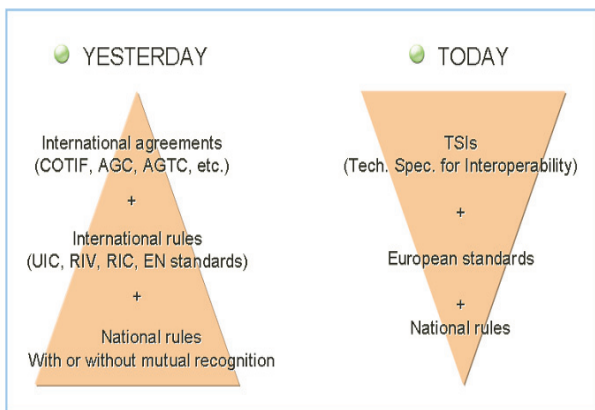 YESTERDAY
International agreements
(COTIF, AGC, AGTC, etc.)
+
International rules
(UIC, RIV, RIC, EN standards)
+
National rules
With or without mutual recognition
TODAY
TSIs
(Tech. Spec. for Interoperability)
+
European standards
+
National rules